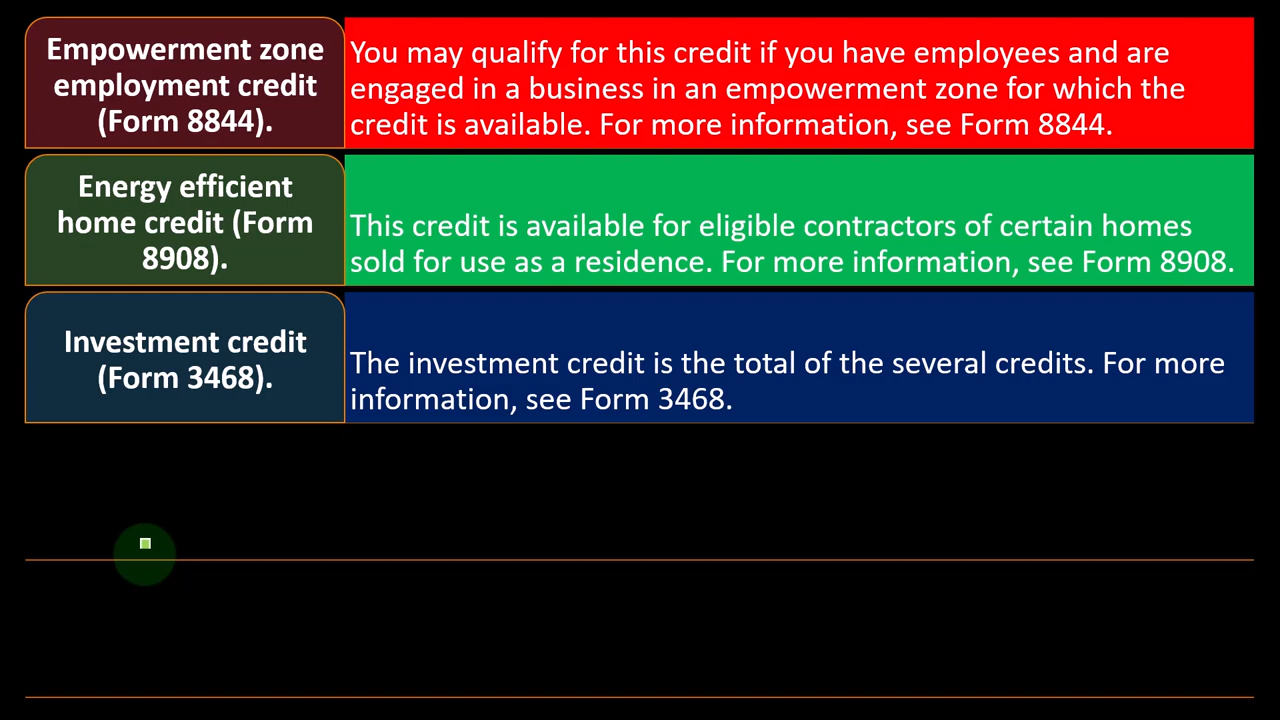 Empowerment zone
employment credit
(Form 8844).
You may qualify for this credit if you have employees and are
engaged in a business in an empowerment zone for which the
credit is available. For more information, see Form 8844.
Energy efficient
home credit (Form
8908).
This credit is available for eligible contractors of certain homes
sold for use as a residence. For more information, see Form 8908.
Investment credit
(Form 3468).
The investment credit is the total of the several credits. For more
information, see Form 3468.